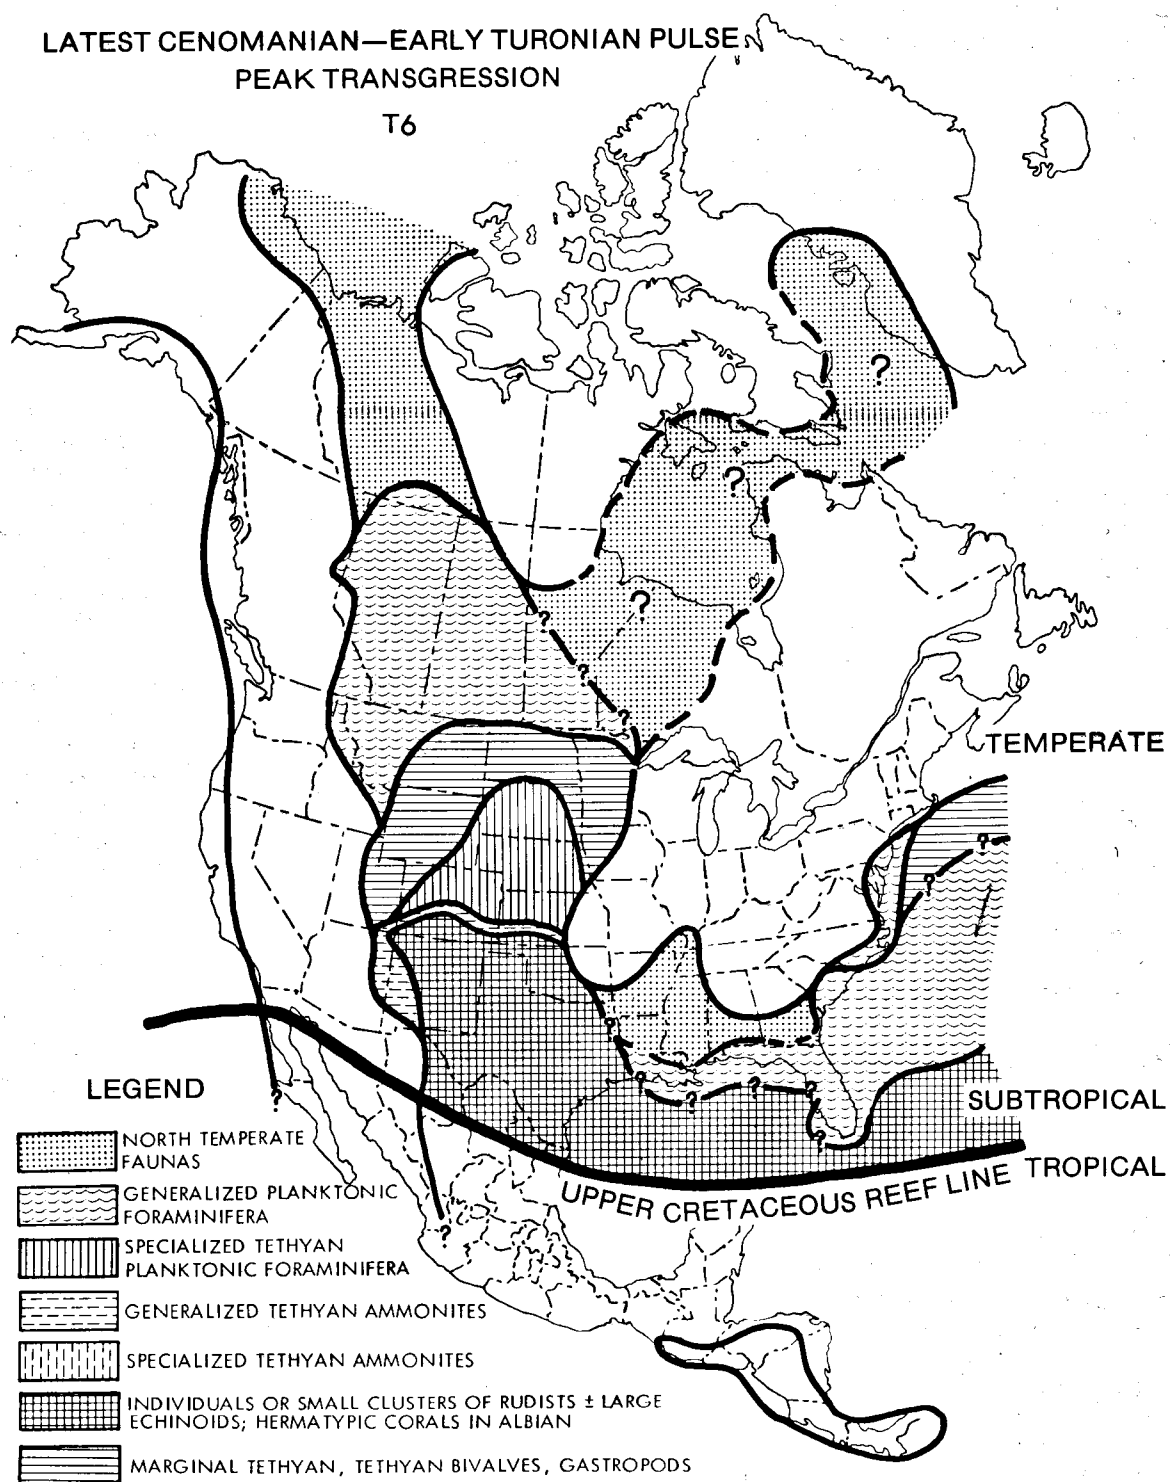 LATEST CENOMANIAN—EARLY TURONIAN PULSE
PEAK TRANSGRESSION
T6
?
?
?
?
?
?
TEMPERATE
?
?
?
?
?
?
?
?
LEGEND
?
SUBTROPICAL
TROPICAL
UPPER CRETACEOUS REEF LINE
?
NORTH TEMPERATE
FAUNAS
GENERALIZED PLANKTONIC
FORAMINIFERA
SPECIALIZED TETHYAN
PLANKTONIC FORAMINIFERA
GENERALIZED TETHYAN AMMONITES
SPECIALIZED TETHYAN AMMONITES
INDIVIDUALS OR SMALL CLUSTERS OF RUDISTS ± LARGE
ECHINOIDS; HERMATYPIC CORALS IN ALBIAN
MARGINAL TETHYAN, TETHYAN BIVALVES, GASTROPODS